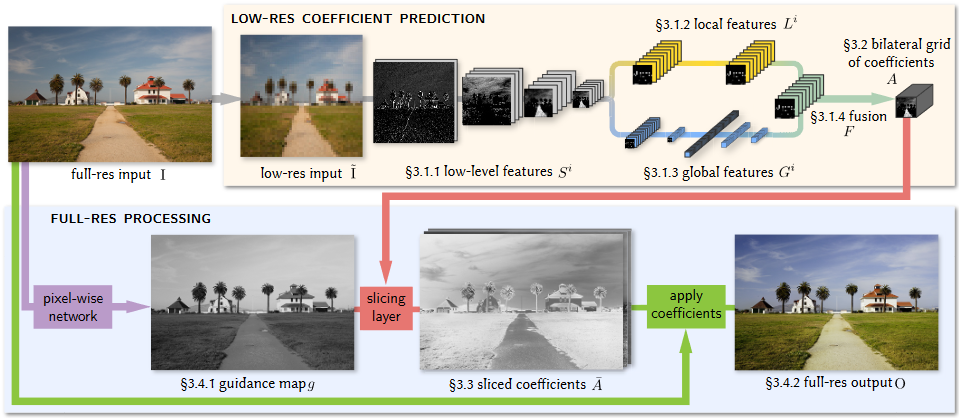 LOW-RES COEFFICIENT PREDICTION
§3.1.2 local features Lⁱ
§3.2 bilateral grid
of coefficients
A
§3.1.4 fusion
F
full-res input I
low-res input Ĩ
§3.1.1 low-level features Sⁱ
§3.1.3 global features Gⁱ
FULL-RES PROCESSING
pixel-wise
network
slicing
layer
apply
coefficients
§3.4.1 guidance map g
§3.3 sliced coefficients Ā
§3.4.2 full-res output O